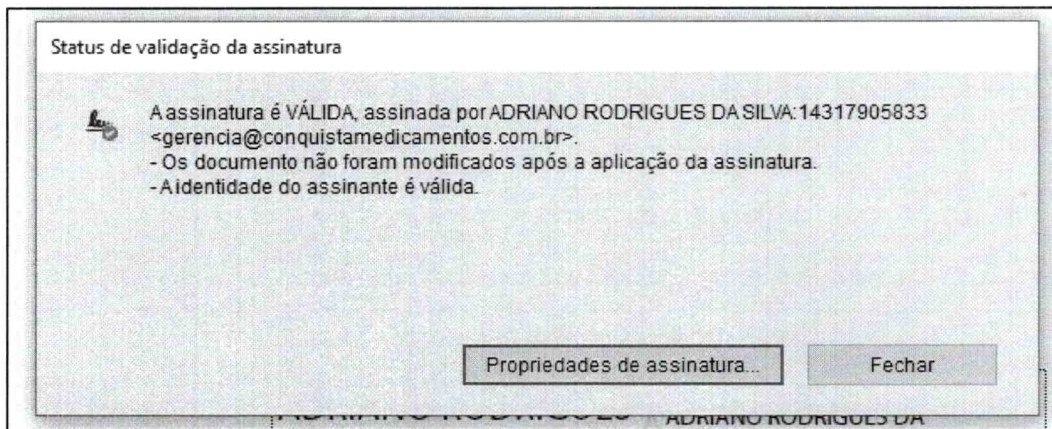 Status de validação da assinatura
A assinatura é VÁLIDA, assinada por ADRIANO RODRIGUES DA SILVA:14317905833
<gerencia@conquistamedicamentos.com.br>.
- Os documento não foram modificados após a aplicação da assinatura.
- A identidade do assinante é válida.
Propriedades de assinatura... Fechar
ADRIANO RODRIGUES ADRIANO RODRIGUES DA